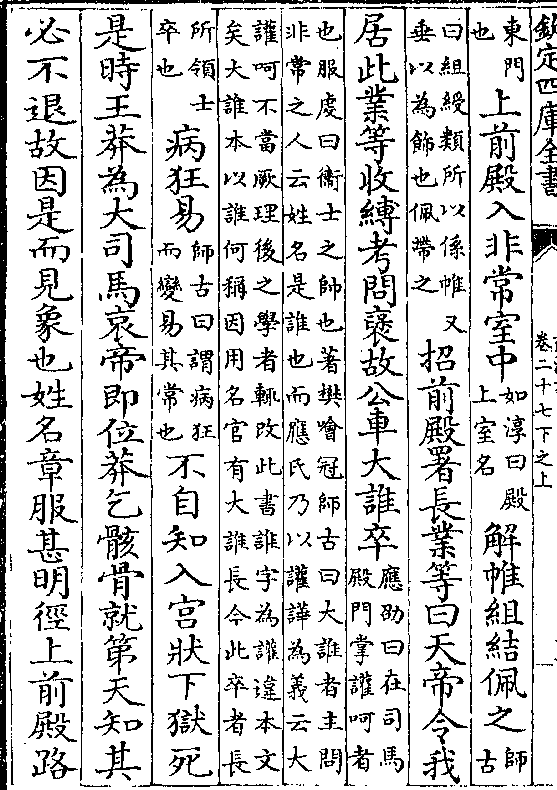 欽定四庫全書
卷二十七下之上
東門
也
上前殿入非常室中
如淳曰殿
上室名
解帷組結佩之
師
古
曰組綬類所以係帷又
垂以為飾也佩帶之
招前殿署長業等曰天帝令我
居此業等收縛考問褒故公車大誰卒
應劭曰在司馬
殿門掌讙呵者
也服虔曰衞士之師也著樊噲冠師古曰大誰者主問
非常之人云姓名是誰也而應氏乃以讙譁為義云大
讙呵不當厥理後之學者輒改此書誰字為讙違本文
矣大誰本以誰何稱因用名官有大誰長今此卒者長
所領士
卒也
病狂易
師古曰謂病狂
而變易其常也
不自知入宮狀下獄死
是時王莽為大司馬哀帝即位莽乞骸骨就第天知其
必不退故因是而見象也姓名章服甚明徑上前殿路